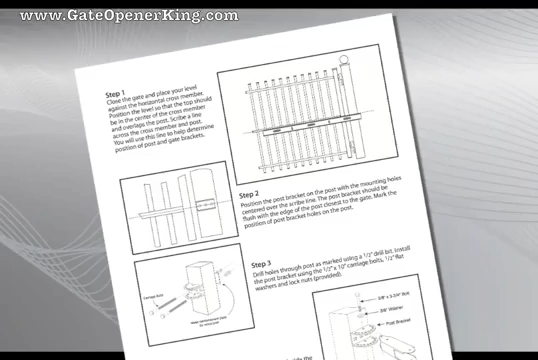 www.GateOpenerKing.com
Step 1
Close the gate and place your level
against the horizontal cross member.
Position the level so that the top should
be in the center of the cross member
and overlaps the post. Scribe a line
across the cross member and post.
You will use this line to help determine
position of post and gate brackets.
Step 2
Position the post bracket on the post with the mounting holes
centered over the scribe line. The post bracket should be
flush with the edge of the post closest to the gate. Mark the
position of post bracket holes on the post.
Step 3
Drill holes through post as marked using a 1/2" drill bit. Install
the post bracket using the 1/2" x 10" carriage bolts, 1/2" flat
washers and lock nuts (provided).
Carriage Bolts
3/8" Washer
Post Bracket